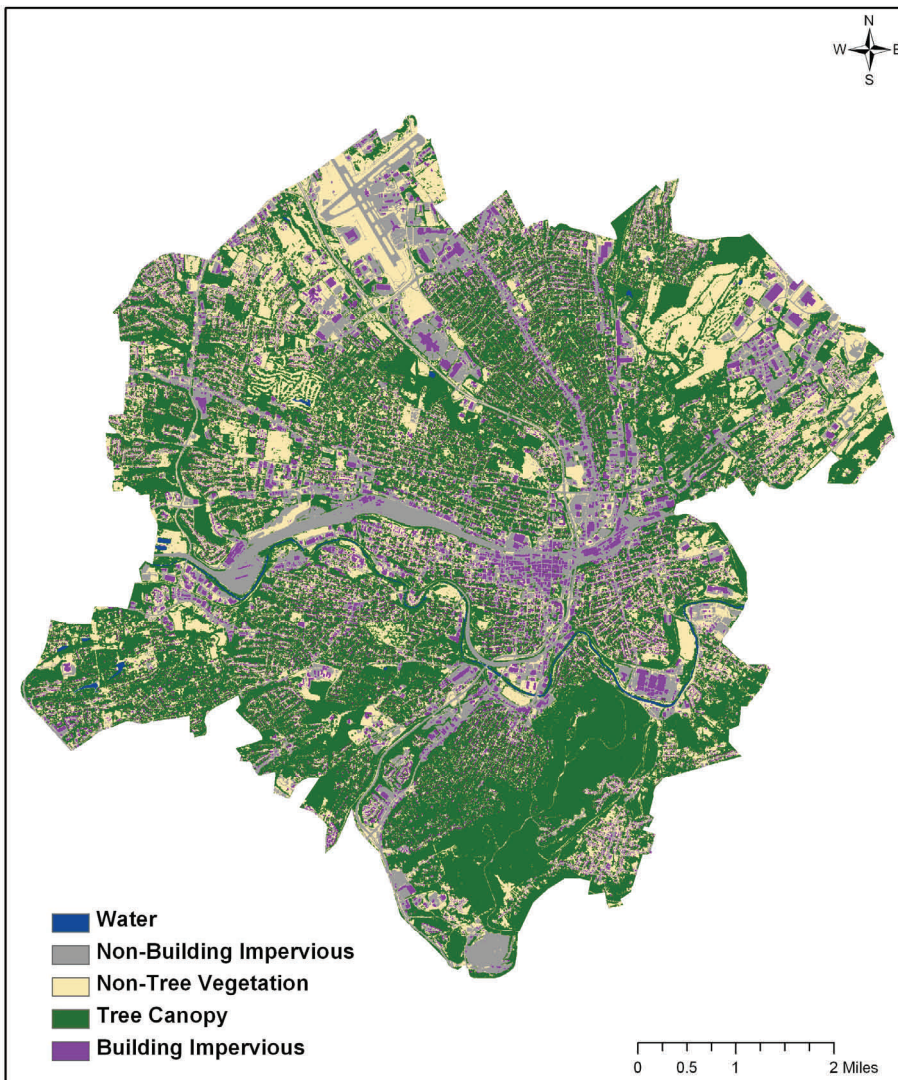 N
W E
S
Water
Non-Building Impervious
Non-Tree Vegetation
Tree Canopy
Building Impervious
0 0.5 1 2 Miles